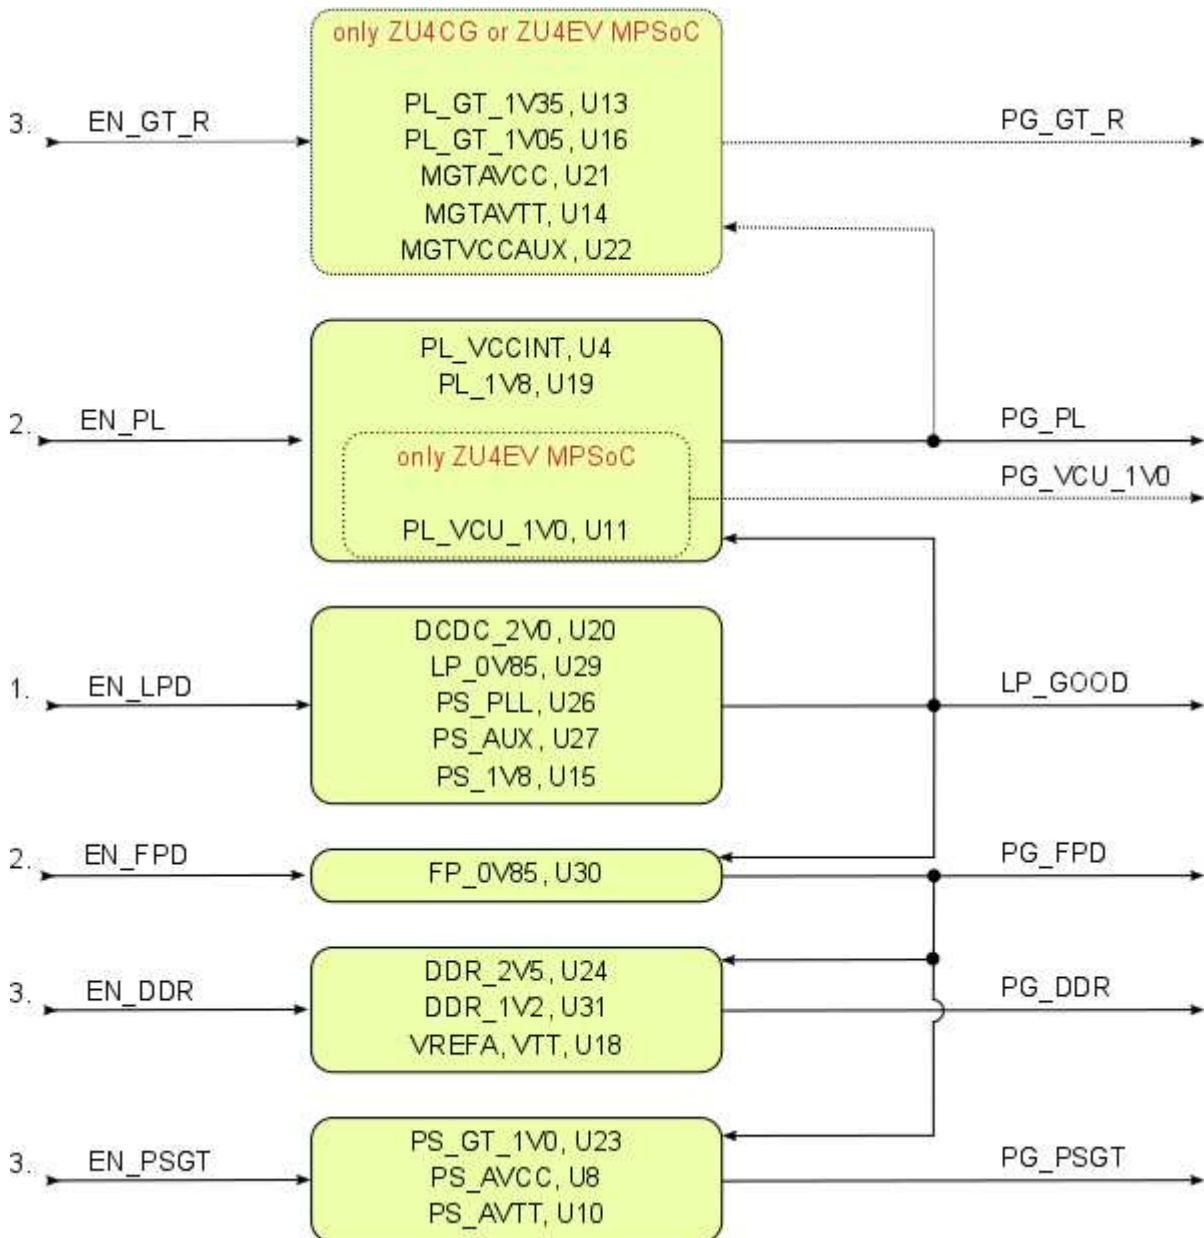 only ZU4CG or ZU4EV MPSoC
PL_GT_1V35, U13
3. EN_GT_R
PG_GT_R
PL_GT_1V05, U16
MGTAVCC, U21
MGTAVTT, U14
MGTVCCAUX, U22
PL_VCCINT, U4
PL_1V8, U19
2. EN_PL
PG_PL
only ZU4EV MPSoC
PG_VCU_1V0
PL_VCU_1V0, U11
DCDC_2V0, U20
LP_0V85, U29
1. EN_LPD
LP_GOOD
PS_PLL, U26
PS_AUX, U27
PS_1V8, U15
2. EN_FPD
PG_FPD
FP_0V85, U30
DDR_2V5, U24
3. EN_DDR
PG_DDR
DDR_1V2, U31
VREFA, VTT, U18
PS_GT_1V0, U23
3. EN_PSGT
PG_PSGT
PS_AVCC, U8
PS_AVTT, U10